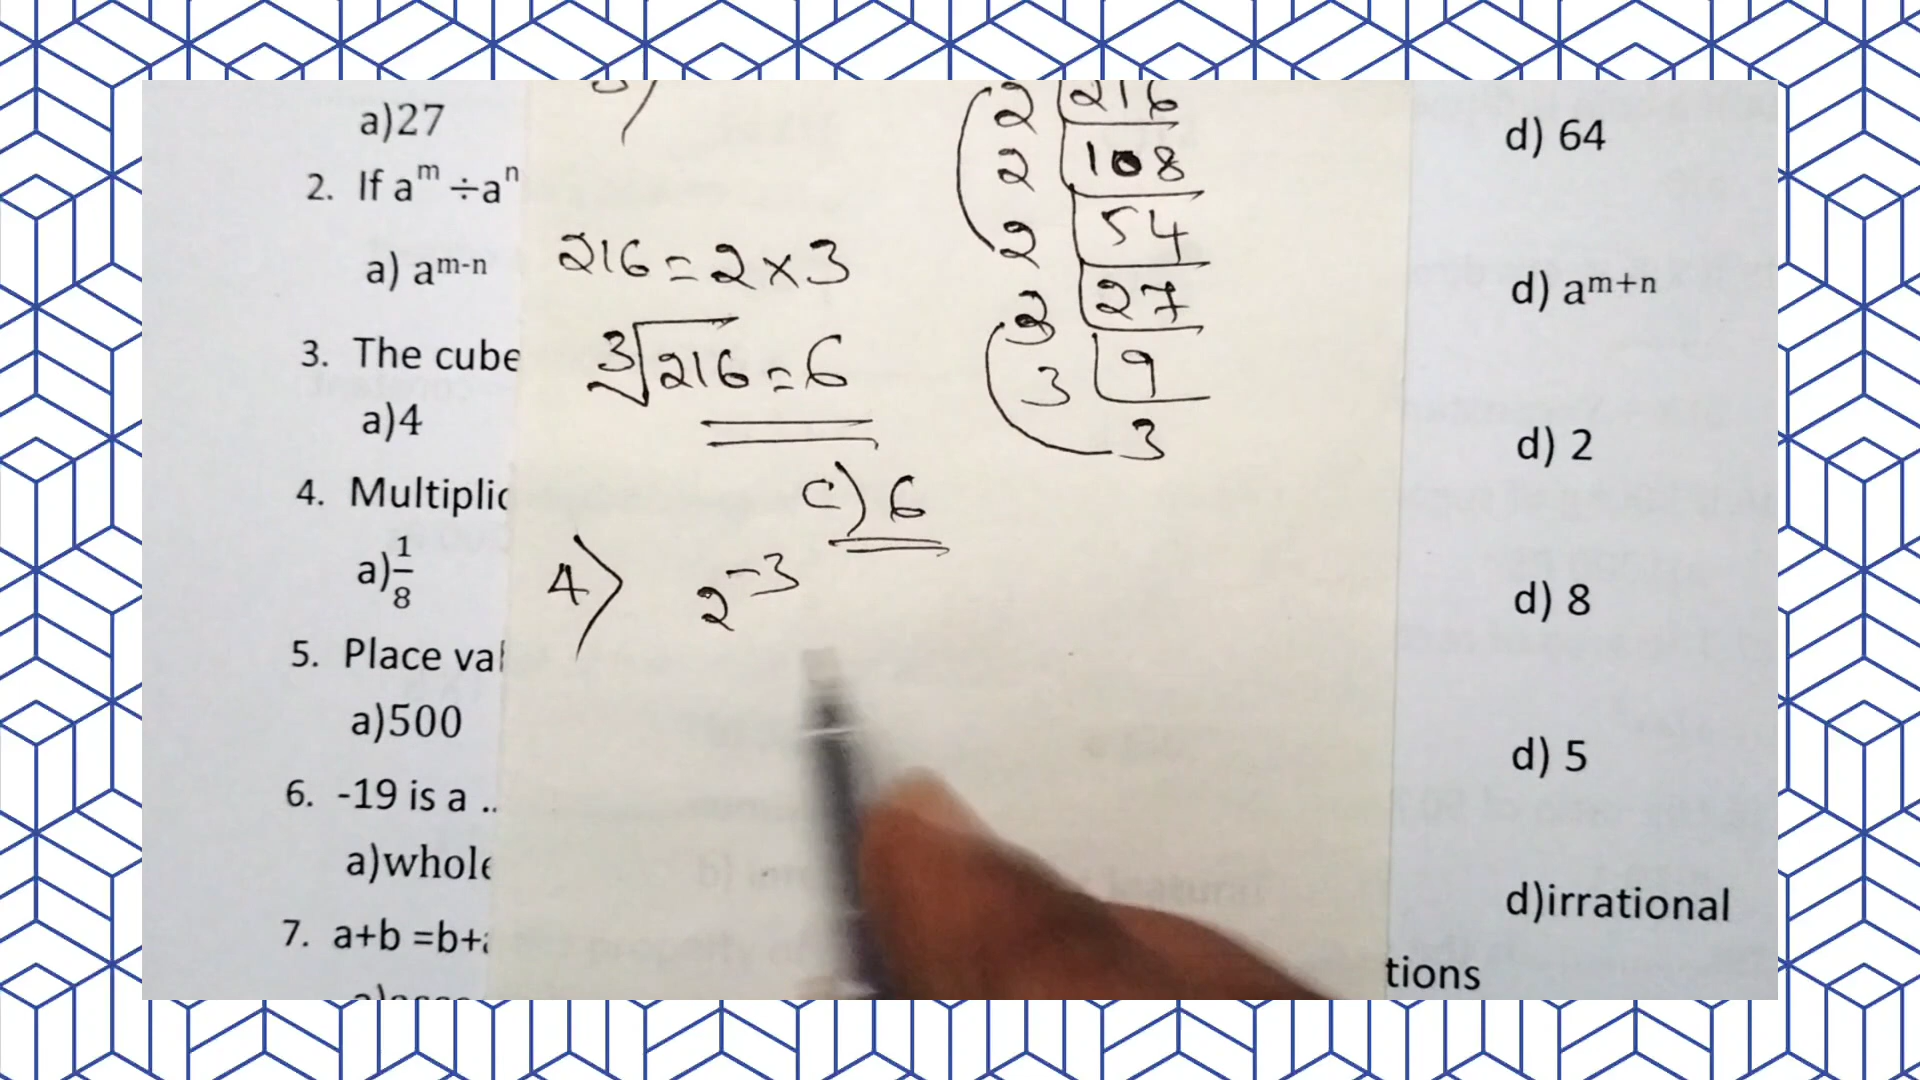 a)27
2. If aᵐ ÷aⁿ
a) aᵐ⁻ⁿ
3. The cube
a)4
4. Multiplic
a)1/8
5. Place val
a)500
6. -19 is a ..
a)whole
7. a+b =b+
2 216
2 108
2 54
27
3 9
3
216 = 2 × 3
∛216 = 6
c) 6
4) 2⁻³
d) 64
d) aᵐ⁺ⁿ
d) 2
d) 8
d) 5
d)irrational
tions